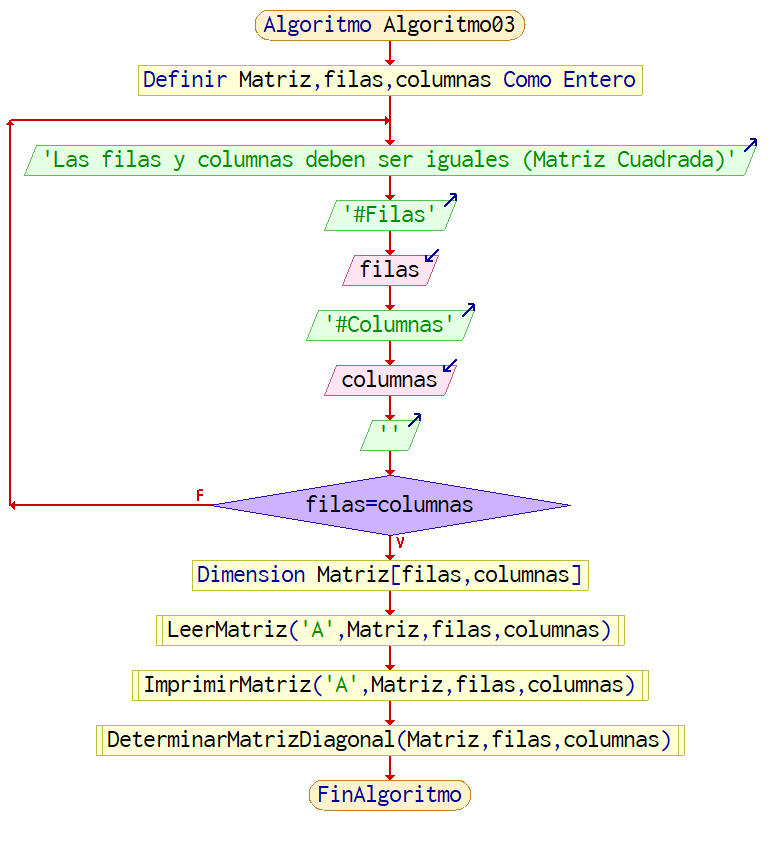 Algoritmo Algoritmo03
Definir Matriz,filas,columnas Como Entero
'Las filas y columnas deben ser iguales (Matriz Cuadrada)'
'#Filas'
filas
'#Columnas'
columnas
''
F
filas=columnas
V
Dimension Matriz[filas,columnas]
LeerMatriz('A',Matriz,filas,columnas)
ImprimirMatriz('A',Matriz,filas,columnas)
DeterminarMatrizDiagonal(Matriz,filas,columnas)
FinAlgoritmo